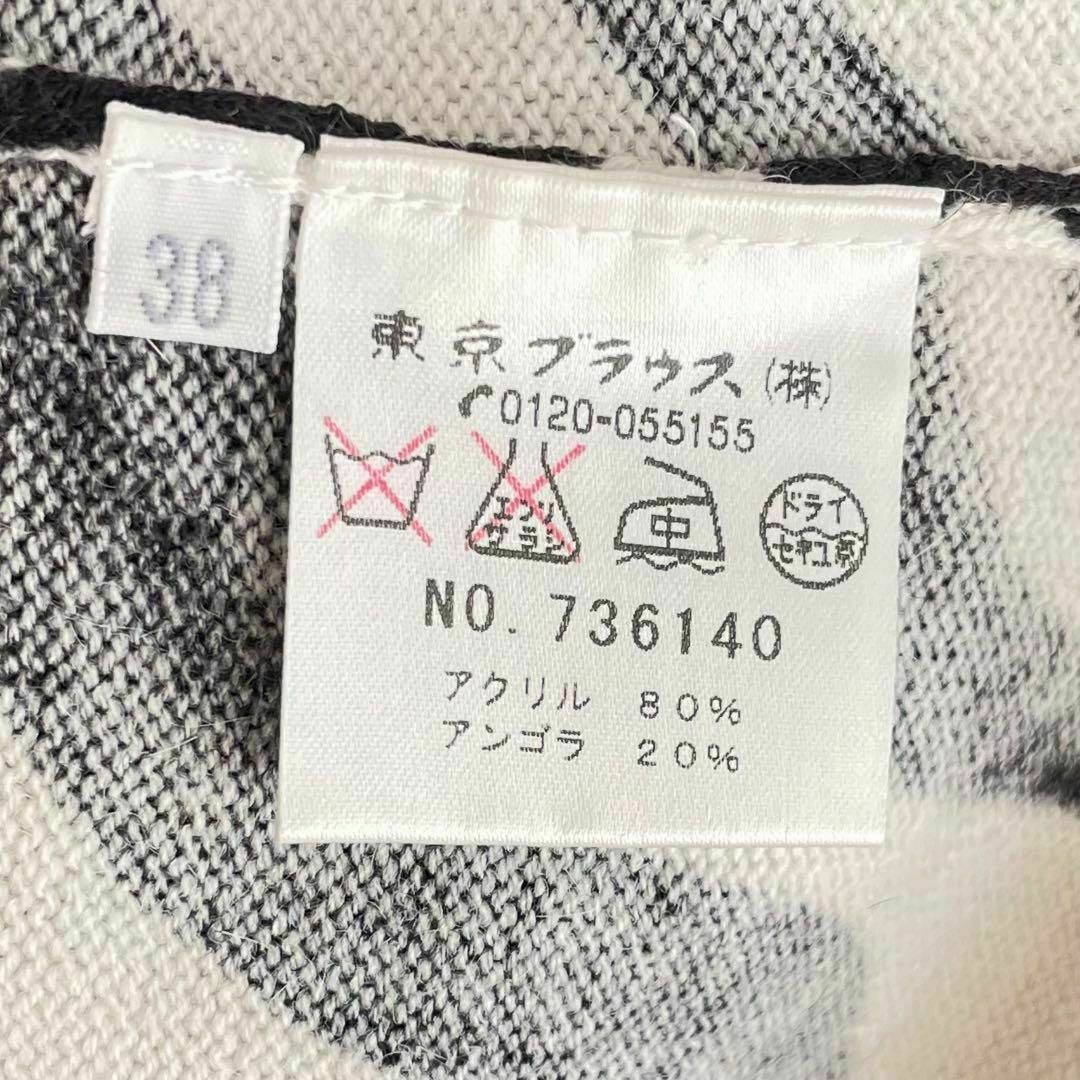 38
東京ブラウス(株)
0120-055155
エンソ
サラシ
中
ドライ
セキユ系
NO. 736140
アクリル 80%
アンゴラ 20%